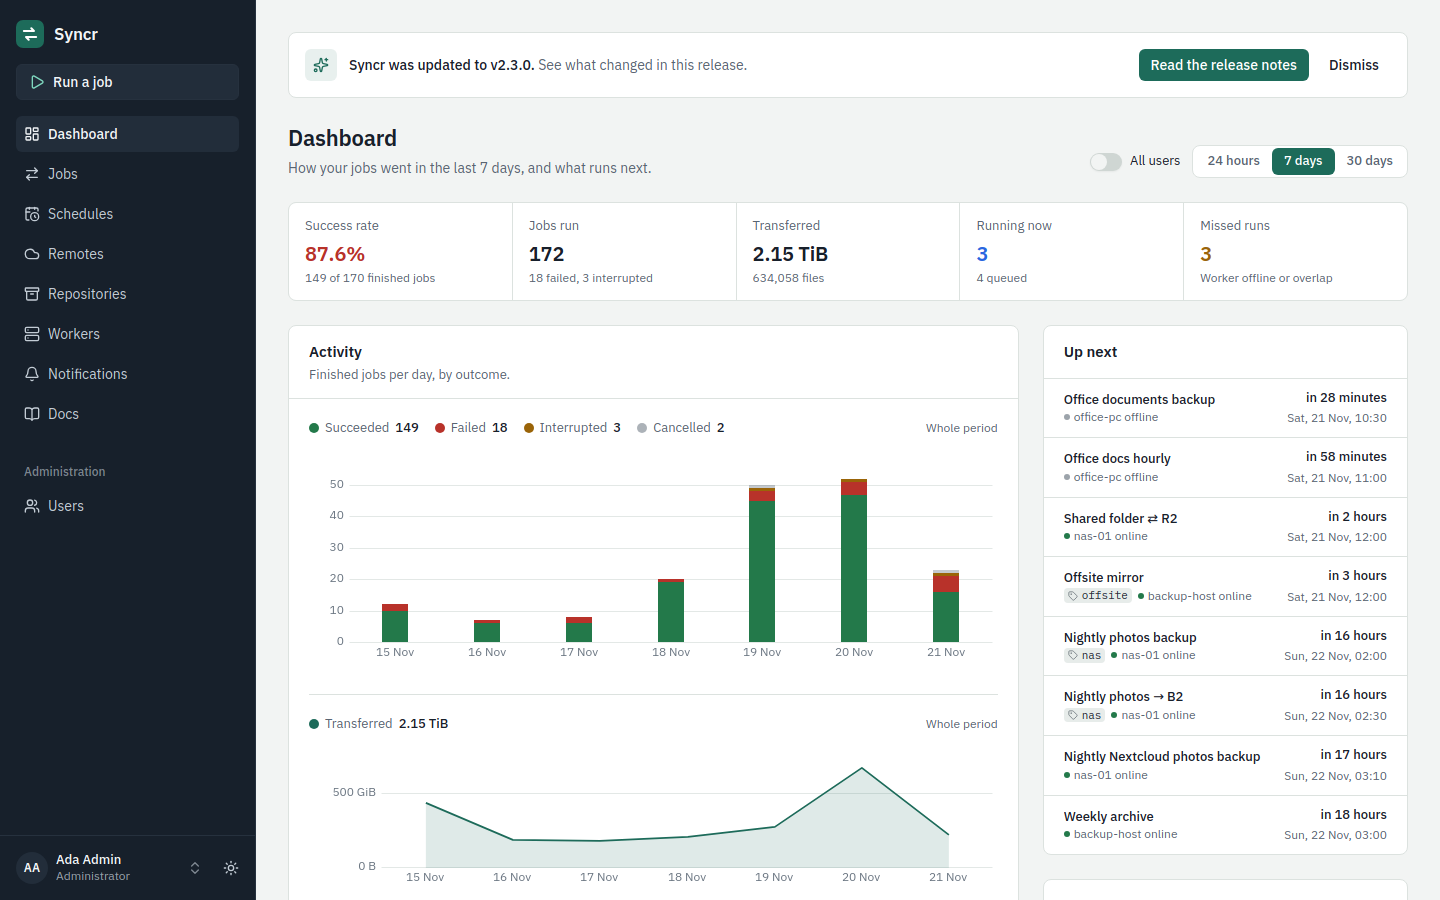 Syncr
Run a job
Dashboard
Jobs
Schedules
Remotes
Repositories
Workers
Notifications
Docs
Administration
Users
AA
Ada Admin
Administrator
Syncr was updated to v2.3.0. See what changed in this release.
Read the release notes
Dismiss
Dashboard
How your jobs went in the last 7 days, and what runs next.
All users
24 hours
7 days
30 days
Success rate
87.6%
149 of 170 finished jobs
Jobs run
172
18 failed, 3 interrupted
Transferred
2.15 TiB
634,058 files
Running now
3
4 queued
Missed runs
3
Worker offline or overlap
Activity
Finished jobs per day, by outcome.
Succeeded 149
Failed 18
Interrupted 3
Cancelled 2
Whole period
50
40
30
20
10
0
15 Nov
16 Nov
17 Nov
18 Nov
19 Nov
20 Nov
21 Nov
Transferred 2.15 TiB
Whole period
500 GiB
0 B
15 Nov
16 Nov
17 Nov
18 Nov
19 Nov
20 Nov
21 Nov
Up next
Office documents backup
in 28 minutes
office-pc offline
Sat, 21 Nov, 10:30
Office docs hourly
in 58 minutes
office-pc offline
Sat, 21 Nov, 11:00
Shared folder ⇄ R2
in 2 hours
nas-01 online
Sat, 21 Nov, 12:00
Offsite mirror
in 3 hours
offsite
backup-host online
Sat, 21 Nov, 12:00
Nightly photos backup
in 16 hours
nas
nas-01 online
Sun, 22 Nov, 02:00
Nightly photos → B2
in 16 hours
nas
nas-01 online
Sun, 22 Nov, 02:30
Nightly Nextcloud photos backup
in 17 hours
nas-01 online
Sun, 22 Nov, 03:10
Weekly archive
in 18 hours
backup-host online
Sun, 22 Nov, 03:00